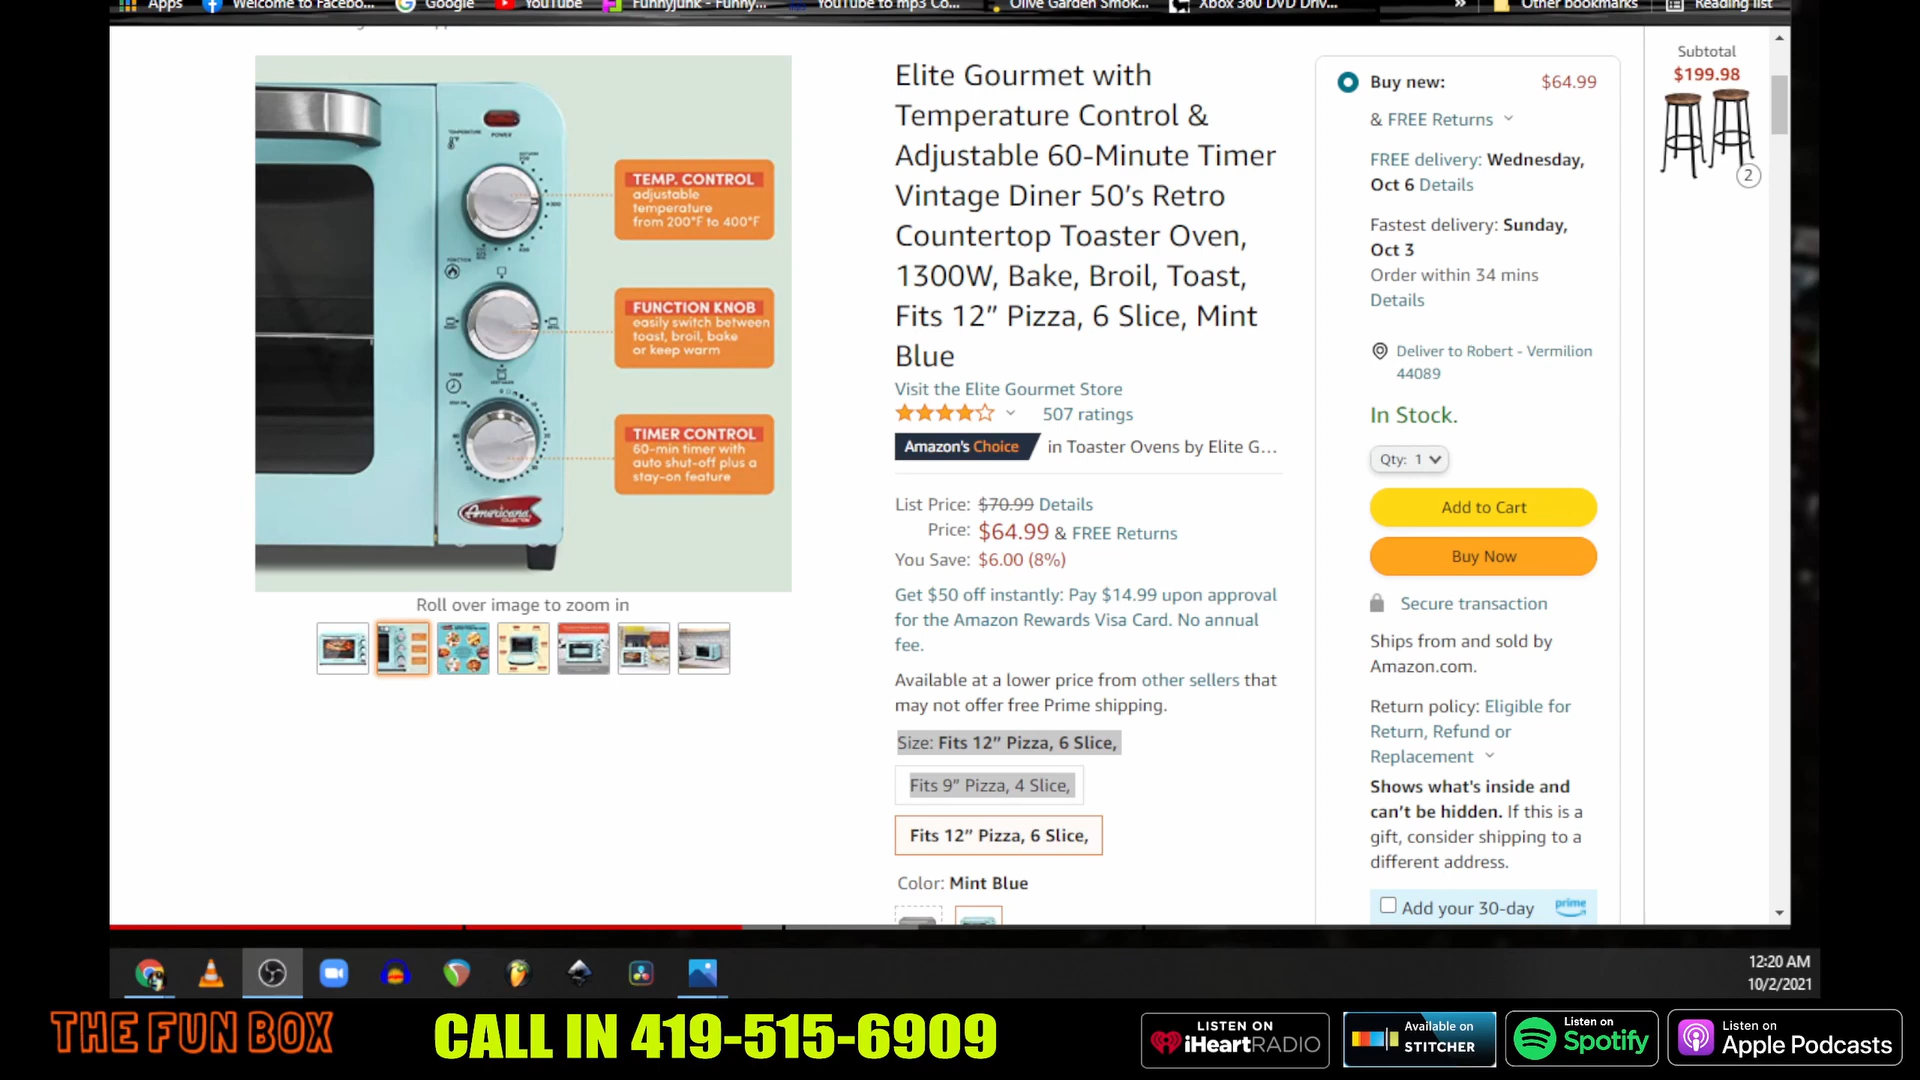 Apps
Welcome to Facebo...
Google
YouTube
FunnyJunk - Funny...
YouTube to mp3 Co...
Olive Garden Smok...
Xbox 360 DVD Driv...
»
Other bookmarks
Reading list
TEMPERATURE
POWER
TEMP. CONTROL
adjustable
temperature
from 200°F to 400°F
FUNCTION
FUNCTION KNOB
easily switch between
toast, broil, bake
or keep warm
TIMER
TIMER CONTROL
60-min timer with
auto shut-off plus a
stay-on feature
Americana
COLLECTION
Roll over image to zoom in
Elite Gourmet with
Temperature Control &
Adjustable 60-Minute Timer
Vintage Diner 50’s Retro
Countertop Toaster Oven,
1300W, Bake, Broil, Toast,
Fits 12” Pizza, 6 Slice, Mint
Blue
Visit the Elite Gourmet Store
507 ratings
Amazon's Choice in Toaster Ovens by Elite G...
List Price: $70.99 Details
Price: $64.99 & FREE Returns
You Save: $6.00 (8%)
Get $50 off instantly: Pay $14.99 upon approval
for the Amazon Rewards Visa Card. No annual
fee.
Available at a lower price from other sellers that
may not offer free Prime shipping.
Size: Fits 12” Pizza, 6 Slice,
Fits 9” Pizza, 4 Slice,
Fits 12” Pizza, 6 Slice,
Color: Mint Blue
Buy new: $64.99
& FREE Returns
FREE delivery: Wednesday,
Oct 6 Details
Fastest delivery: Sunday,
Oct 3
Order within 34 mins
Details
Deliver to Robert - Vermilion
44089
In Stock.
Qty: 1
Add to Cart
Buy Now
Secure transaction
Ships from and sold by
Amazon.com.
Return policy: Eligible for
Return, Refund or
Replacement
Shows what's inside and
can’t be hidden. If this is a
gift, consider shipping to a
different address.
Add your 30-day
prime
Subtotal
$199.98
2
12:20 AM
10/2/2021
THE FUN BOX
CALL IN 419-515-6909
LISTEN ON
iHeartRADIO
Available on
STITCHER
Listen on
Spotify
Listen on
Apple Podcasts